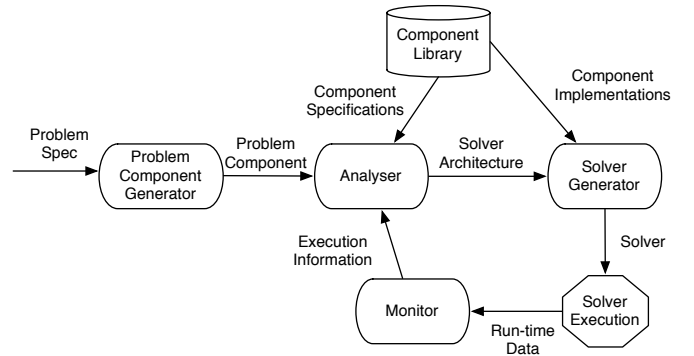 Component
Library
Component
Specifications
Component
Implementations
Problem
Spec
Problem
Component
Generator
Problem
Component
Analyser
Solver
Architecture
Solver
Generator
Execution
Information
Solver
Monitor
Run-time
Data
Solver
Execution